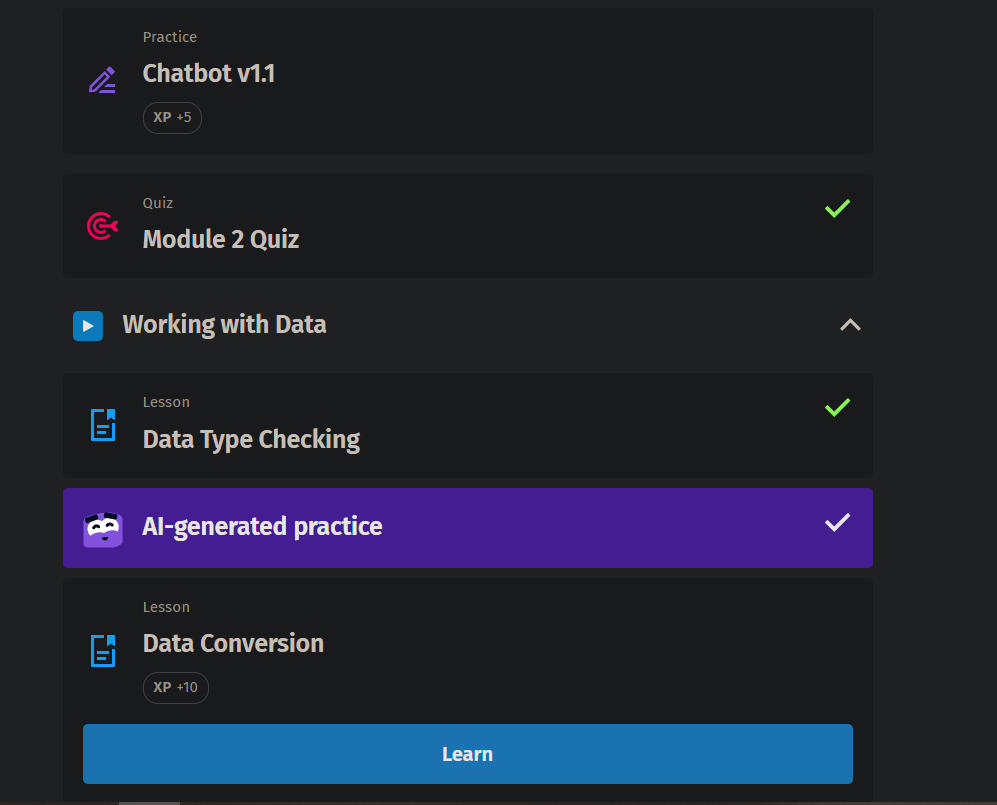 Practice
Chatbot v1.1
XP +5
Quiz
Module 2 Quiz
Working with Data
Lesson
Data Type Checking
AI-generated practice
Lesson
Data Conversion
XP +10
Learn